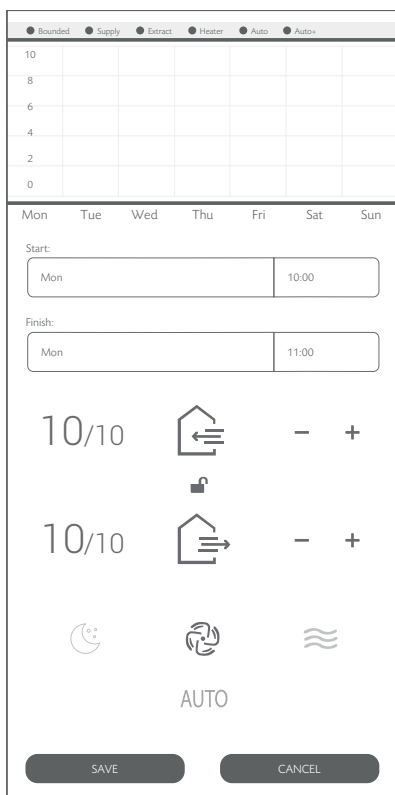 Bounded Supply Extract Heater Auto Auto+
10
8
6
4
2
0
Mon Tue Wed Thu Fri Sat Sun
Start:
Mon 10:00
Finish:
Mon 11:00
10/10 − +
10/10 − +
AUTO
SAVE CANCEL